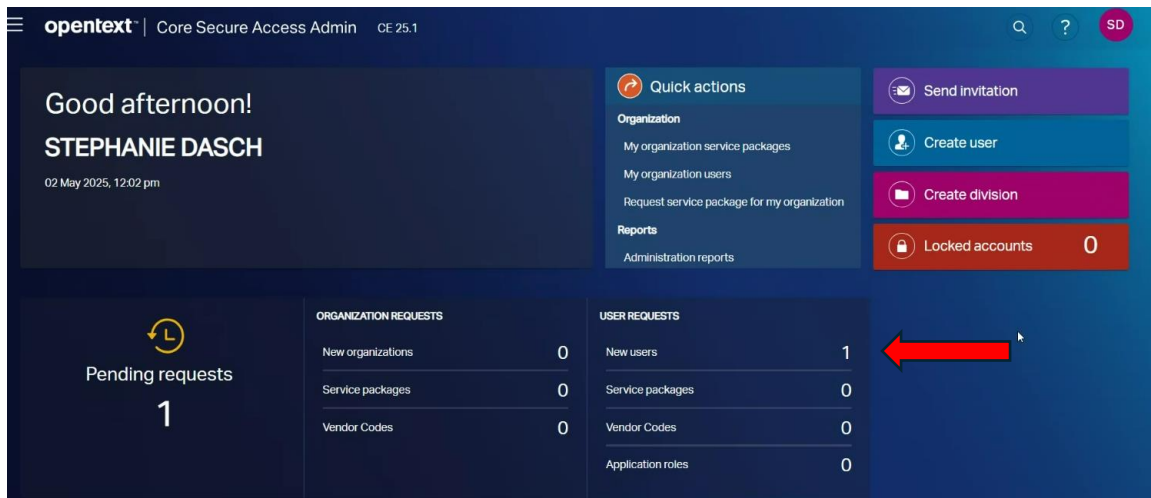 opentext™ | Core Secure Access Admin CE 25.1
? SD
Good afternoon!
STEPHANIE DASCH
02 May 2025, 12:02 pm
Quick actions
Organization
My organization service packages
My organization users
Request service package for my organization
Reports
Administration reports
Send invitation
Create user
Create division
Locked accounts 0
Pending requests
1
ORGANIZATION REQUESTS
New organizations 0
Service packages 0
Vendor Codes 0
USER REQUESTS
New users 1
Service packages 0
Vendor Codes 0
Application roles 0